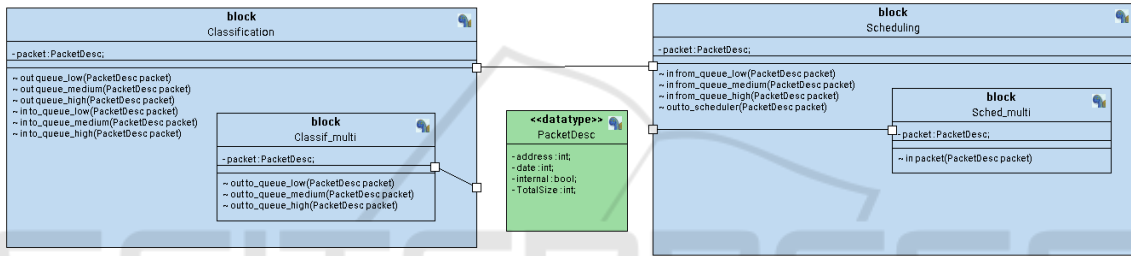 block
Classification
- packet : PacketDesc;
~ out queue_low(PacketDesc packet)
~ out queue_medium(PacketDesc packet)
~ out queue_high(PacketDesc packet)
~ in to_queue_low(PacketDesc packet)
~ in to_queue_medium(PacketDesc packet)
~ in to_queue_high(PacketDesc packet)
block
Classif_multi
- packet : PacketDesc;
~ out to_queue_low(PacketDesc packet)
~ out to_queue_medium(PacketDesc packet)
~ out to_queue_high(PacketDesc packet)
<<datatype>>
PacketDesc
- address : int;
- date : int;
- internal : bool;
- TotalSize : int;
block
Scheduling
- packet : PacketDesc;
~ in from_queue_low(PacketDesc packet)
~ in from_queue_medium(PacketDesc packet)
~ in from_queue_high(PacketDesc packet)
~ out to_scheduler(PacketDesc packet)
block
Sched_multi
- packet : PacketDesc;
~ in packet(PacketDesc packet)